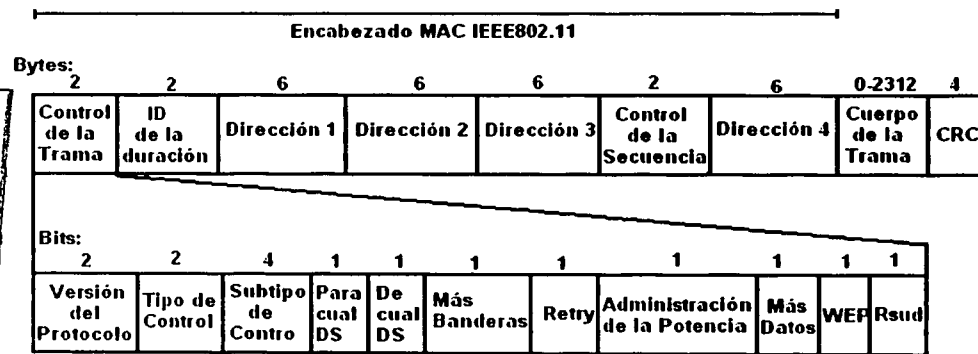 Encabezado MAC IEEE802.11
Bytes:
2 2 6 6 6 2 6 0-2312 4
Control de la Trama
ID de la duración
Dirección 1
Dirección 2
Dirección 3
Control de la Secuencia
Dirección 4
Cuerpo de la Trama
CRC
Bits:
2 2 4 1 1 1 1 1 1 1 1
Versión del Protocolo
Tipo de Control
Subtipo de Contro
Para cual DS
De cual DS
Más Banderas
Retry
Administración de la Potencia
Más Datos
WEP
Rsud